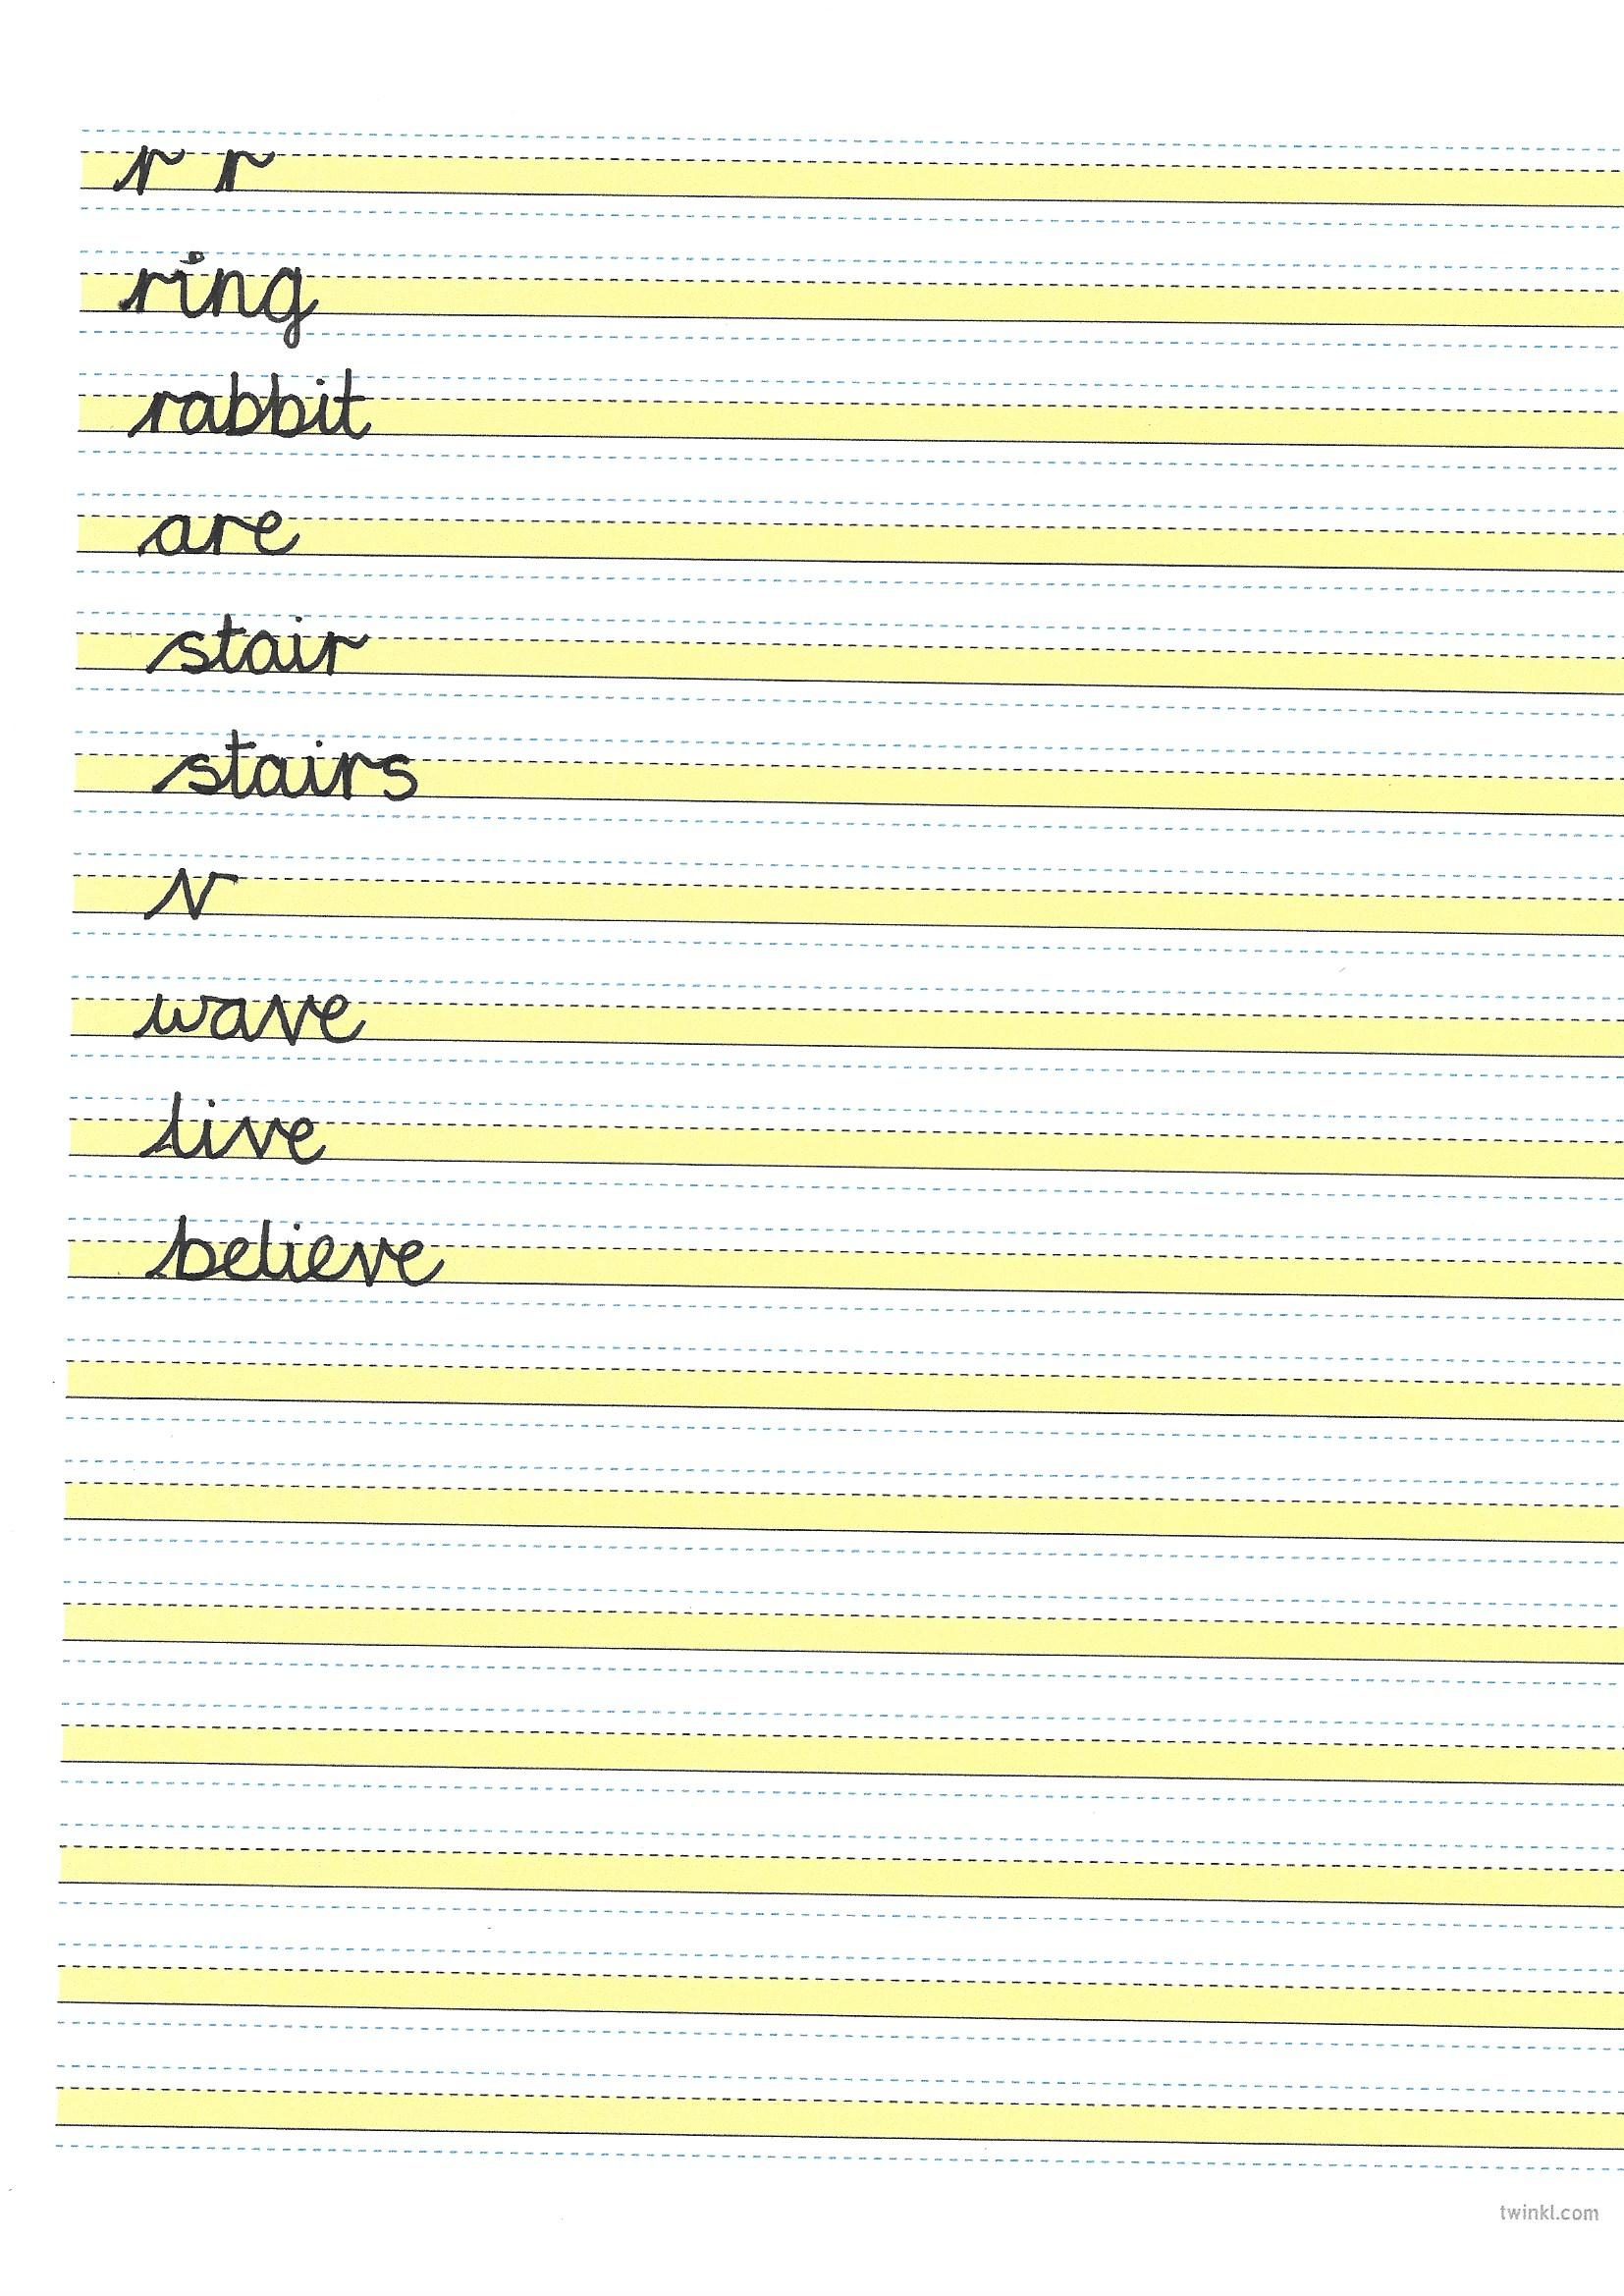 r r
ring
rabbit
are
stair
stairs
v
wave
live
believe
twinkl.com